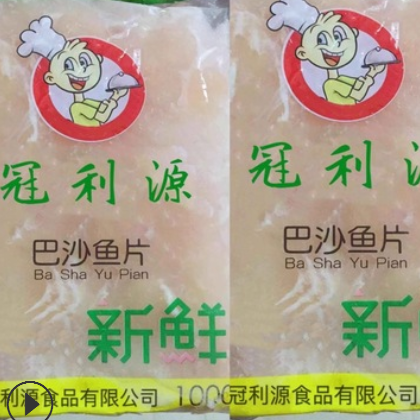 冠利源
巴沙鱼片
Ba Sha Yu Pian
新鲜
利源食品有限公司 100
冠利
巴沙鱼片
Ba Sha Yu Pian
新
冠利源食品有限公司